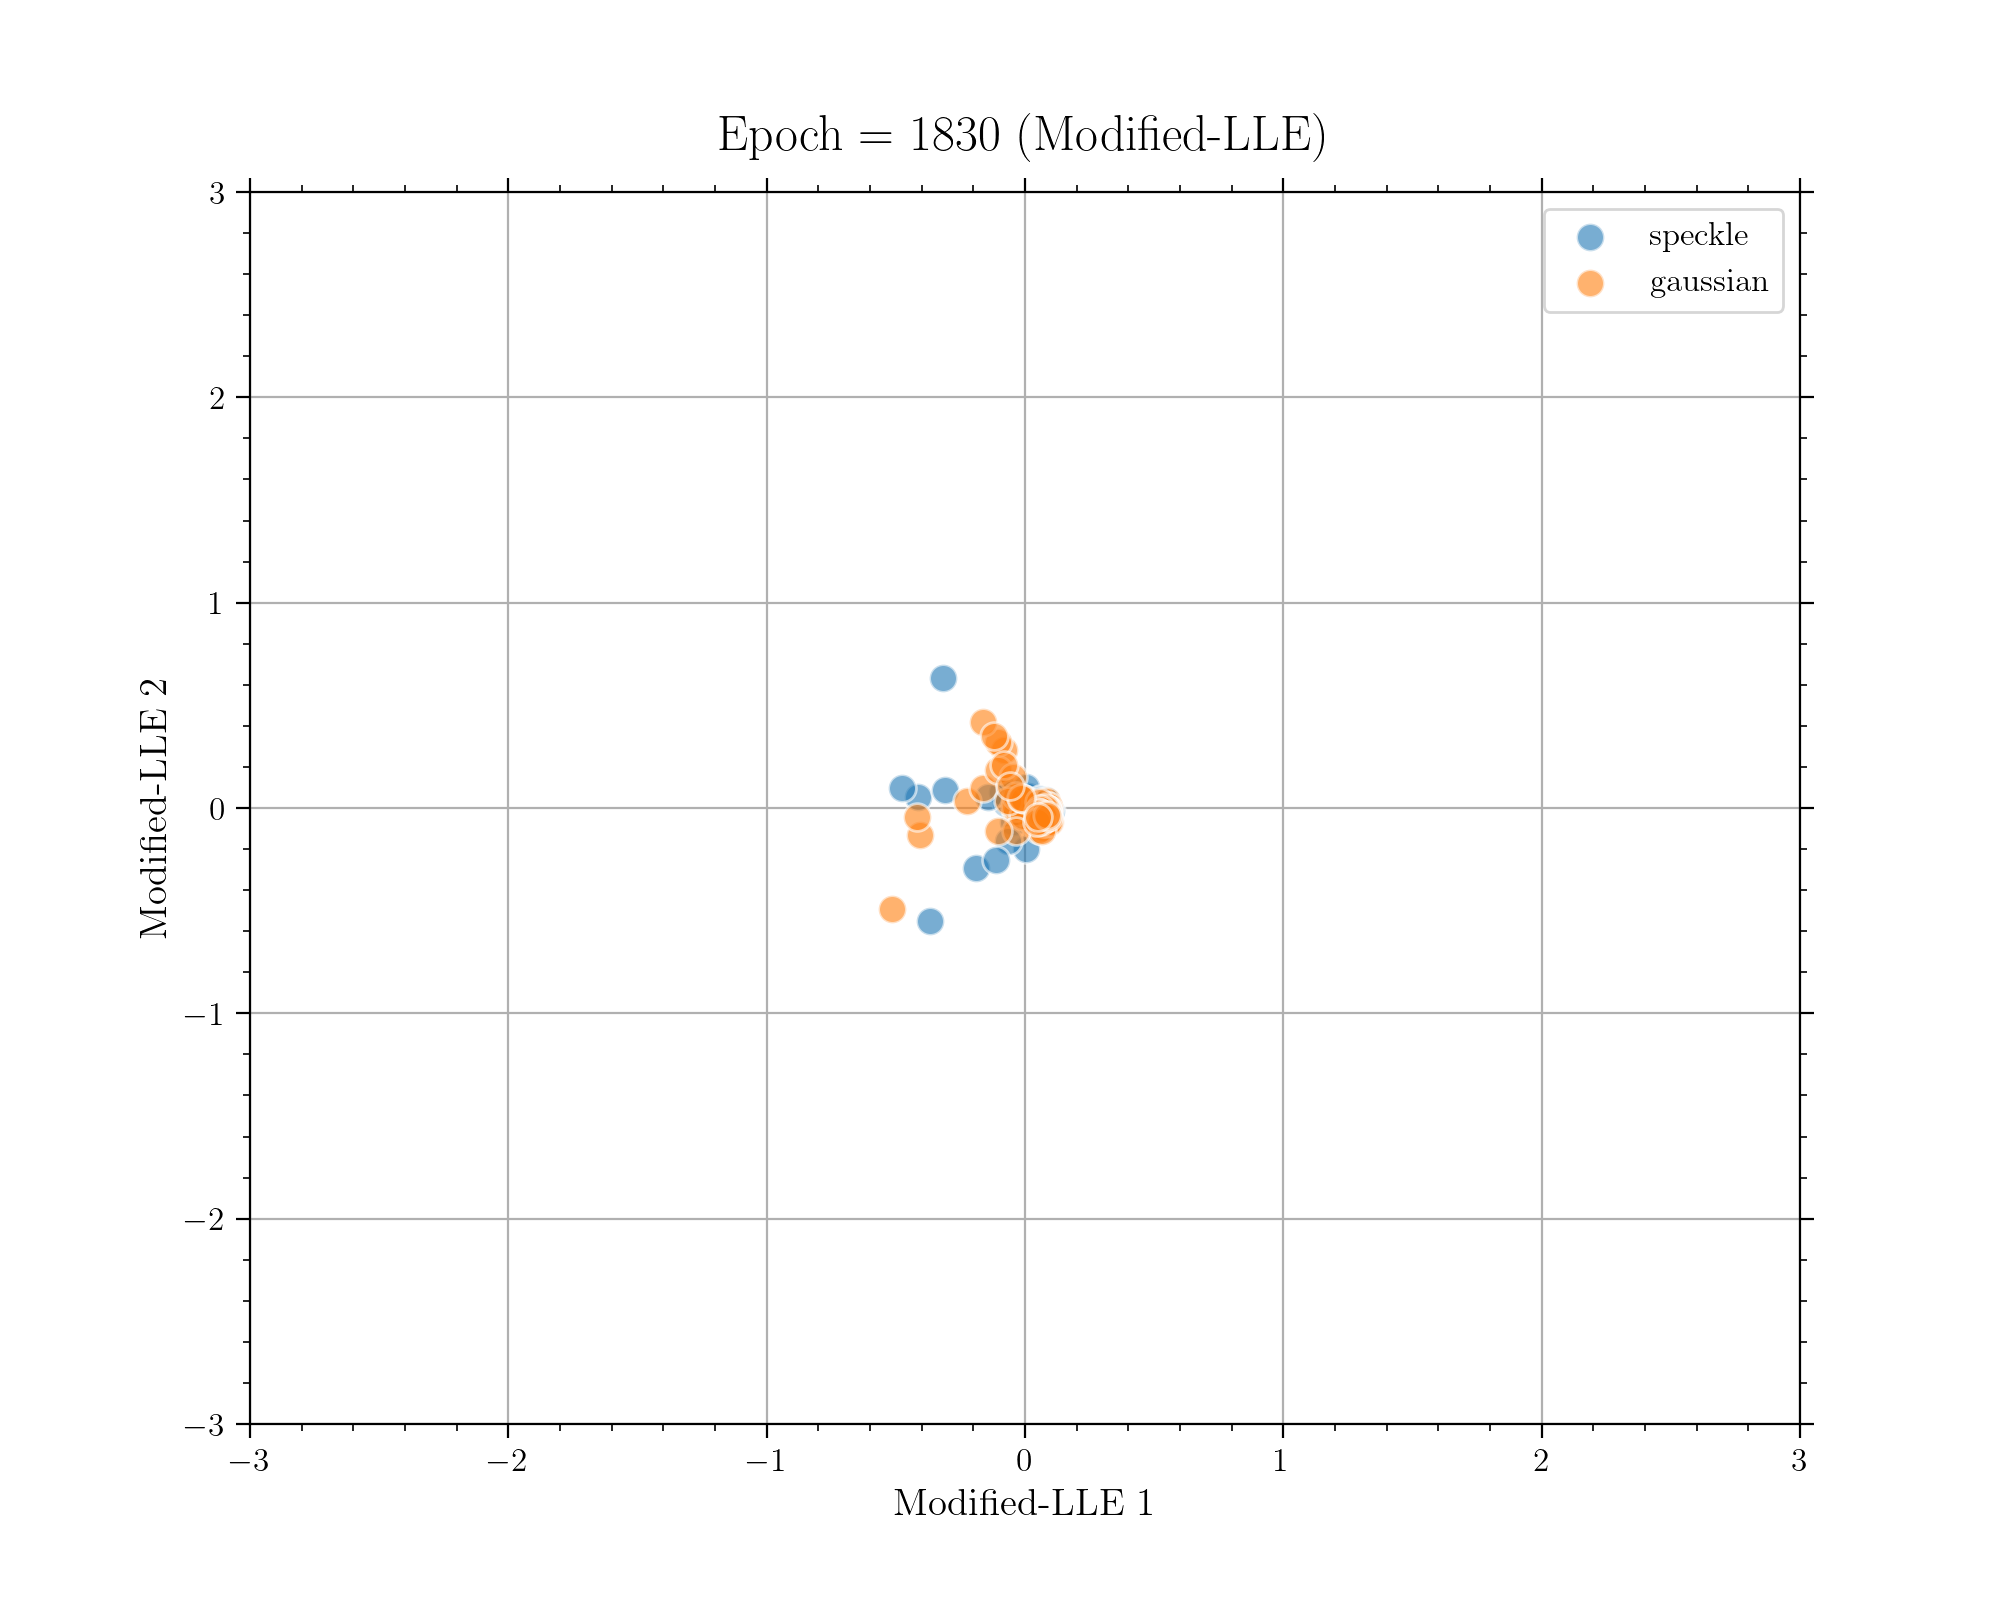 Epoch = 1830 (Modified-LLE)
speckle
gaussian
3
2
1
0
−1
−2
−3
Modified-LLE 2
−3
−2
−1
0
1
2
3
Modified-LLE 1